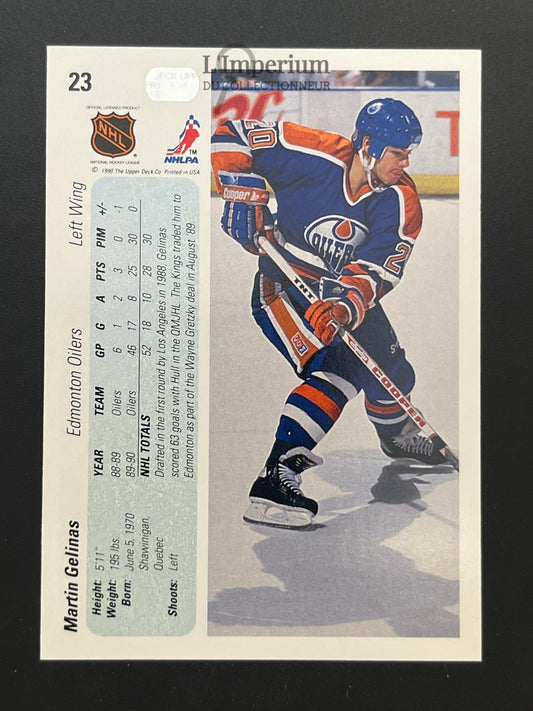 L'Imperium
DU COLLECTIONNEUR
23
OFFICIAL LICENSED PRODUCT
NHL
NATIONAL HOCKEY LEAGUE
NHLPA
TM
© 1990 The Upper Deck Co. Printed in USA
Martin Gelinas Edmonton Oilers Left Wing
Height: 5'11"
Weight: 195 lbs.
Born: June 5, 1970
Shawinigan,
Quebec
Shoots: Left
YEAR TEAM GP G A PTS PIM +/-
88-89 Oilers 6 1 2 3 0 -1
89-90 Oilers 46 17 8 25 30 0
NHL TOTALS 52 18 10 28 30
Drafted in the first round by Los Angeles in 1988, Gelinas
scored 63 goals with Hull in the QMJHL. The Kings traded him to
Edmonton as part of the Wayne Gretzky deal in August '89
20
Cooper
OILERS
20
TNT
COOPER